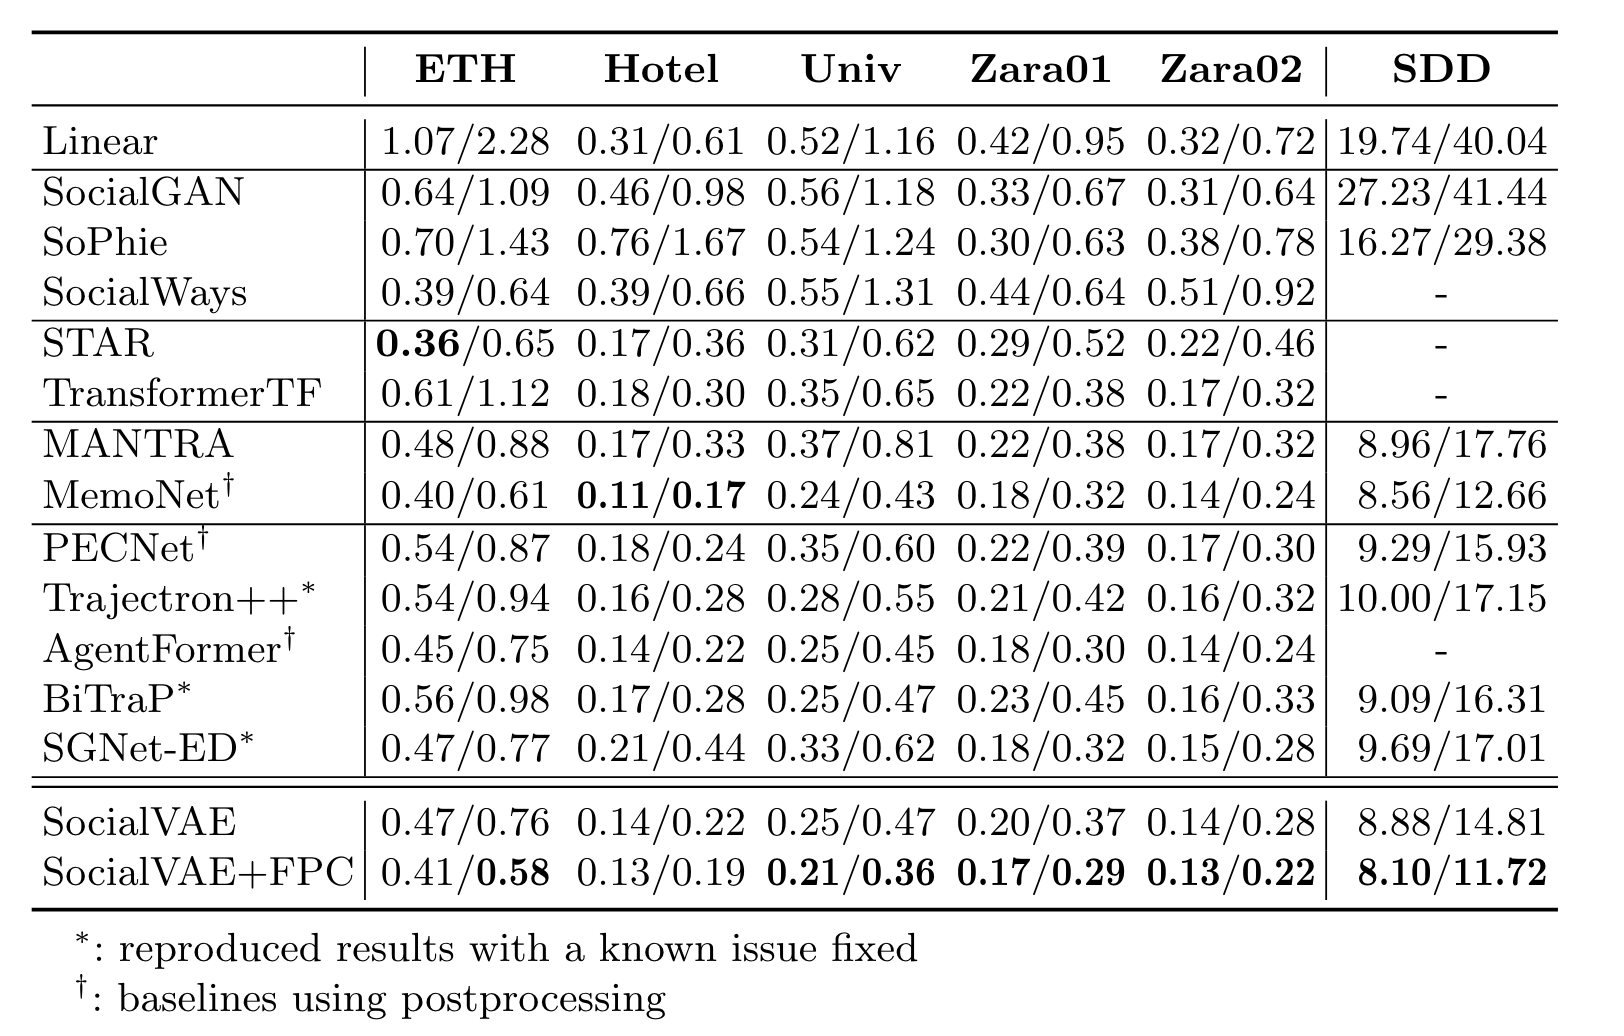 ETH Hotel Univ Zara01 Zara02 SDD
Linear 1.07/2.28 0.31/0.61 0.52/1.16 0.42/0.95 0.32/0.72 19.74/40.04
SocialGAN 0.64/1.09 0.46/0.98 0.56/1.18 0.33/0.67 0.31/0.64 27.23/41.44
SoPhie 0.70/1.43 0.76/1.67 0.54/1.24 0.30/0.63 0.38/0.78 16.27/29.38
SocialWays 0.39/0.64 0.39/0.66 0.55/1.31 0.44/0.64 0.51/0.92 -
STAR 0.36/0.65 0.17/0.36 0.31/0.62 0.29/0.52 0.22/0.46 -
TransformerTF 0.61/1.12 0.18/0.30 0.35/0.65 0.22/0.38 0.17/0.32 -
MANTRA 0.48/0.88 0.17/0.33 0.37/0.81 0.22/0.38 0.17/0.32 8.96/17.76
MemoNet† 0.40/0.61 0.11/0.17 0.24/0.43 0.18/0.32 0.14/0.24 8.56/12.66
PECNet† 0.54/0.87 0.18/0.24 0.35/0.60 0.22/0.39 0.17/0.30 9.29/15.93
Trajectron++* 0.54/0.94 0.16/0.28 0.28/0.55 0.21/0.42 0.16/0.32 10.00/17.15
AgentFormer† 0.45/0.75 0.14/0.22 0.25/0.45 0.18/0.30 0.14/0.24 -
BiTraP* 0.56/0.98 0.17/0.28 0.25/0.47 0.23/0.45 0.16/0.33 9.09/16.31
SGNet-ED* 0.47/0.77 0.21/0.44 0.33/0.62 0.18/0.32 0.15/0.28 9.69/17.01
SocialVAE 0.47/0.76 0.14/0.22 0.25/0.47 0.20/0.37 0.14/0.28 8.88/14.81
SocialVAE+FPC 0.41/0.58 0.13/0.19 0.21/0.36 0.17/0.29 0.13/0.22 8.10/11.72
*: reproduced results with a known issue fixed
†: baselines using postprocessing